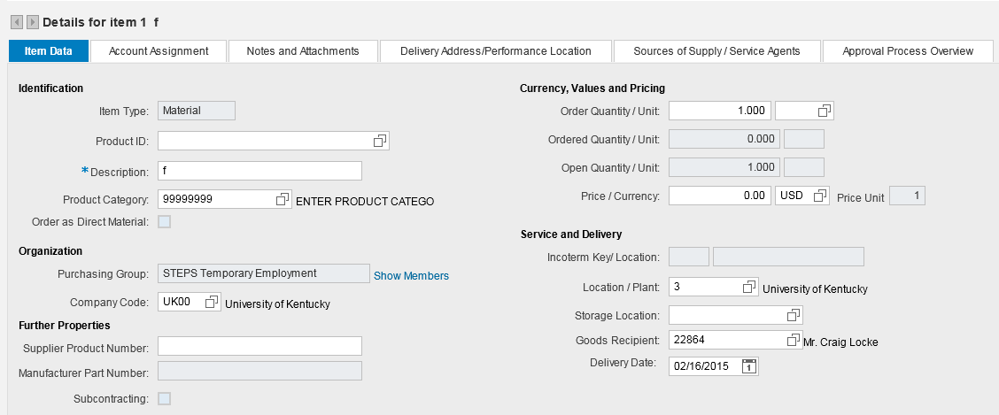 Details for item 1 f
Item Data Account Assignment Notes and Attachments Delivery Address/Performance Location Sources of Supply / Service Agents Approval Process Overview
Identification
Item Type: Material
Product ID:
* Description: f
Product Category: 99999999 ENTER PRODUCT CATEGO
Order as Direct Material:
Organization
Purchasing Group: STEPS Temporary Employment Show Members
Company Code: UK00 University of Kentucky
Further Properties
Supplier Product Number:
Manufacturer Part Number:
Subcontracting:
Currency, Values and Pricing
Order Quantity / Unit: 1.000
Ordered Quantity / Unit: 0.000
Open Quantity / Unit: 1.000
Price / Currency: 0.00 USD Price Unit 1
Service and Delivery
Incoterm Key/ Location:
Location / Plant: 3 University of Kentucky
Storage Location:
Goods Recipient: 22864 Mr. Craig Locke
Delivery Date: 02/16/2015 1